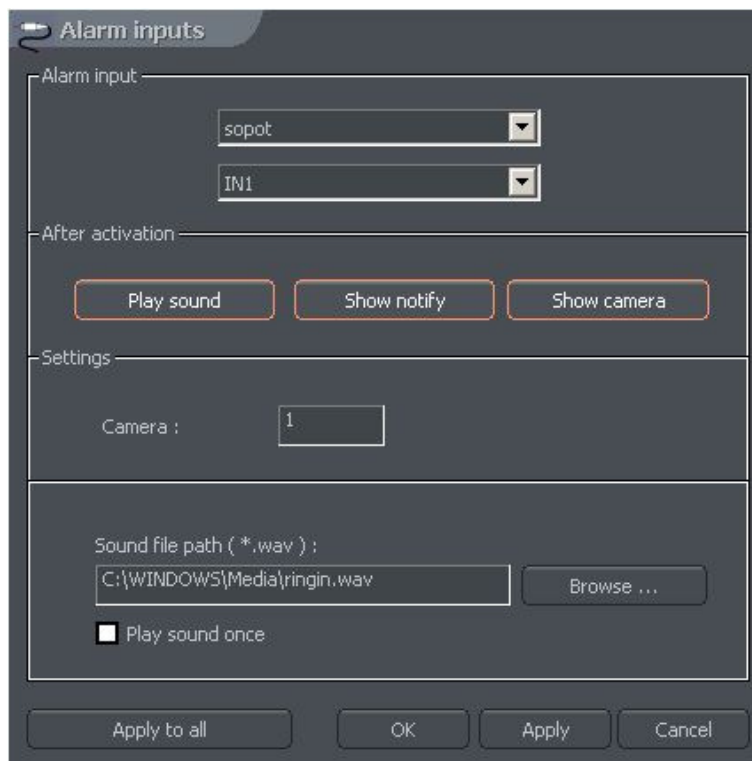 Alarm inputs
Alarm input
sopot
IN1
After activation
Play sound Show notify Show camera
Settings
Camera : 1
Sound file path ( *.wav ) :
C:\WINDOWS\Media\ringin.wav Browse ...
Play sound once
Apply to all OK Apply Cancel